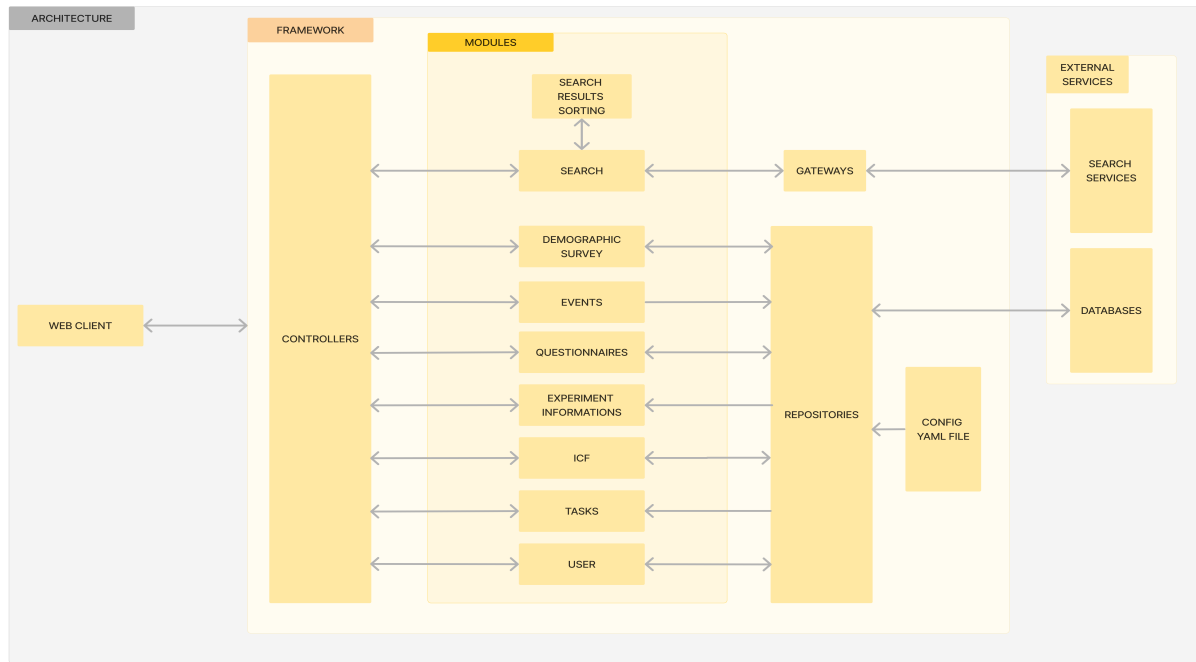 ARCHITECTURE
FRAMEWORK
MODULES
EXTERNAL
SERVICES
SEARCH
RESULTS
SORTING
SEARCH
GATEWAYS
SEARCH
SERVICES
DEMOGRAPHIC
SURVEY
EVENTS
DATABASES
WEB CLIENT
CONTROLLERS
QUESTIONNAIRES
EXPERIMENT
INFORMATIONS
REPOSITORIES
CONFIG
YAML FILE
ICF
TASKS
USER